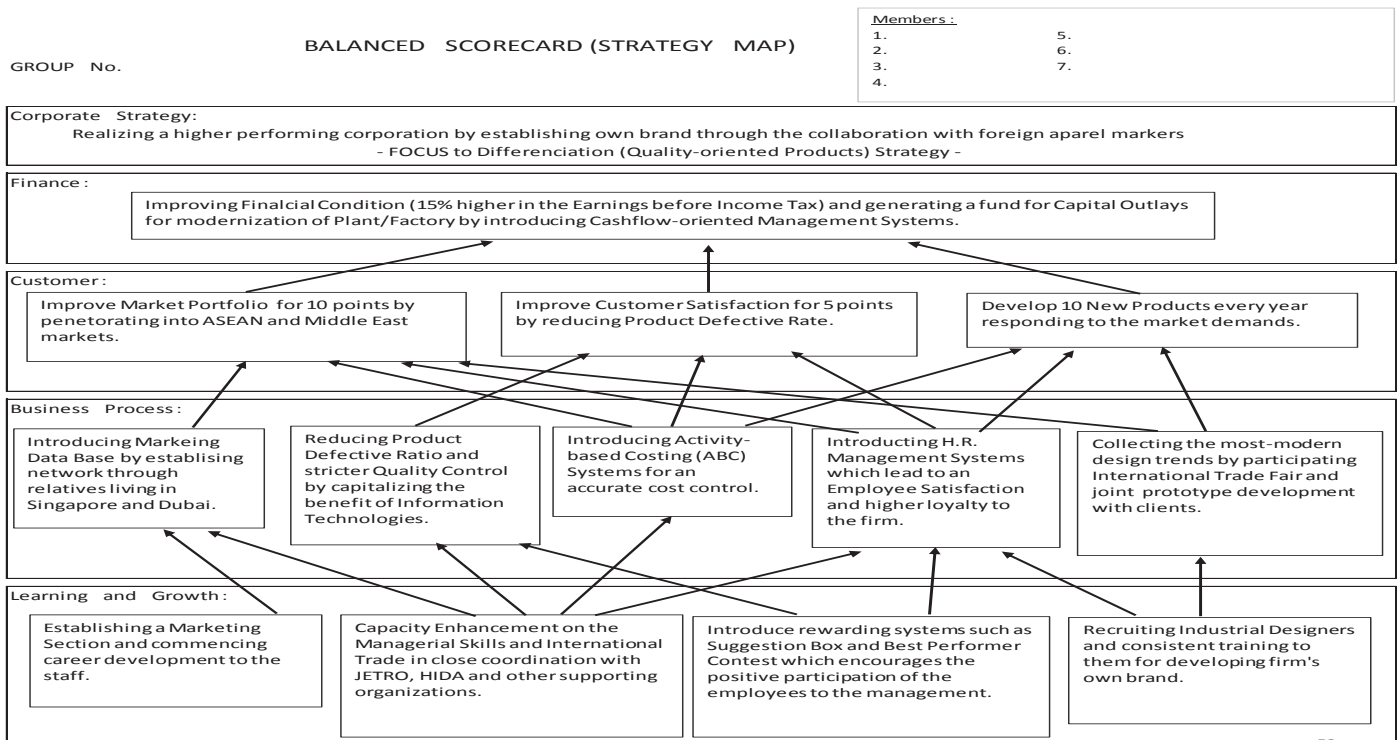 BALANCED SCORECARD (STRATEGY MAP)
GROUP No.
Members :
1.
2.
3.
4.
5.
6.
7.
Corporate Strategy:
Realizing a higher performing corporation by establishing own brand through the collaboration with foreign aparel markers
- FOCUS to Differenciation (Quality-oriented Products) Strategy -
Finance :
Improving Finalcial Condition (15% higher in the Earnings before Income Tax) and generating a fund for Capital Outlays
for modernization of Plant/Factory by introducing Cashflow-oriented Management Systems.
Customer :
Improve Market Portfolio for 10 points by
penetorating into ASEAN and Middle East
markets.
Improve Customer Satisfaction for 5 points
by reducing Product Defective Rate.
Develop 10 New Products every year
responding to the market demands.
Business Process :
Introducing Markeing
Data Base by establising
network through
relatives living in
Singapore and Dubai.
Reducing Product
Defective Ratio and
stricter Quality Control
by capitalizing the
benefit of Information
Technologies.
Introducing Activity-
based Costing (ABC)
Systems for an
accurate cost control.
Introducting H.R.
Management Systems
which lead to an
Employee Satisfaction
and higher loyalty to
the firm.
Collecting the most-modern
design trends by participating
International Trade Fair and
joint prototype development
with clients.
Learning and Growth :
Establishing a Marketing
Section and commencing
career development to the
staff.
Capacity Enhancement on the
Managerial Skills and International
Trade in close coordination with
JETRO, HIDA and other supporting
organizations.
Introduce rewarding systems such as
Suggestion Box and Best Performer
Contest which encourages the
positive participation of the
employees to the management.
Recruiting Industrial Designers
and consistent training to
them for developing firm's
own brand.